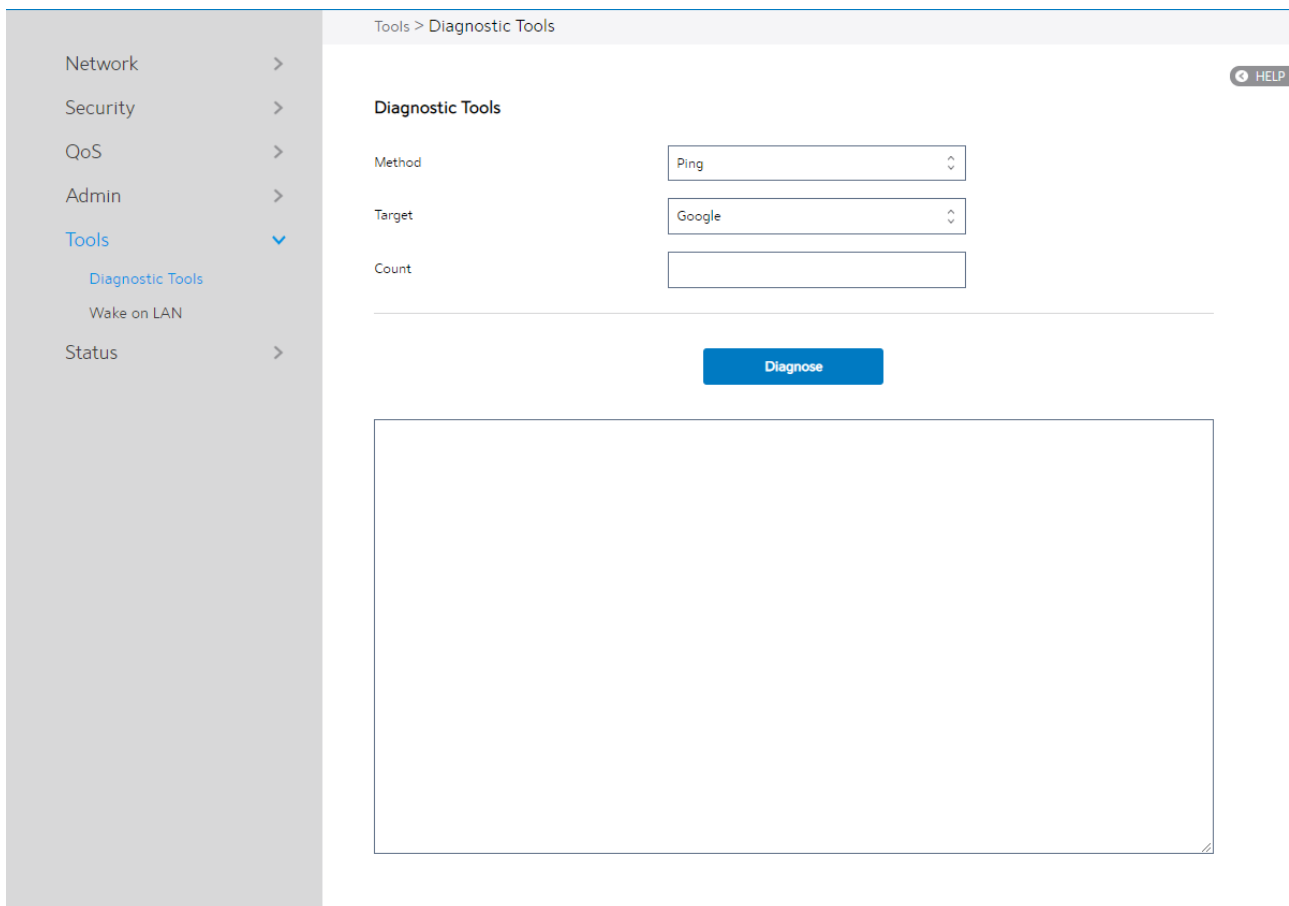 Tools > Diagnostic Tools
HELP
Network
Security
QoS
Admin
Tools
Diagnostic Tools
Wake on LAN
Status
Diagnostic Tools
Method
Ping
Target
Google
Count
Diagnose